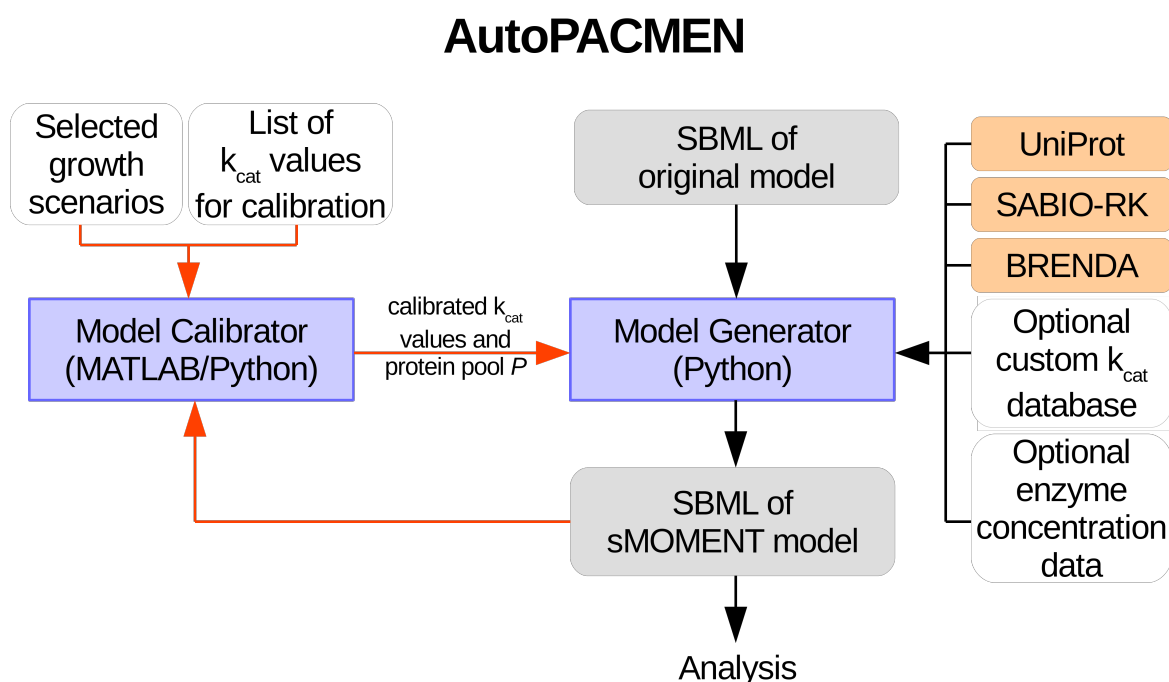 AutoPACMEN
Selected
growth
scenarios
List of
kcat values
for calibration
SBML of
original model
UniProt
SABIO-RK
BRENDA
Optional
custom kcat
database
Optional
enzyme
concentration
data
Model Calibrator
(MATLAB/Python)
calibrated kcat
values and
protein pool P
Model Generator
(Python)
SBML of
sMOMENT model
Analysis